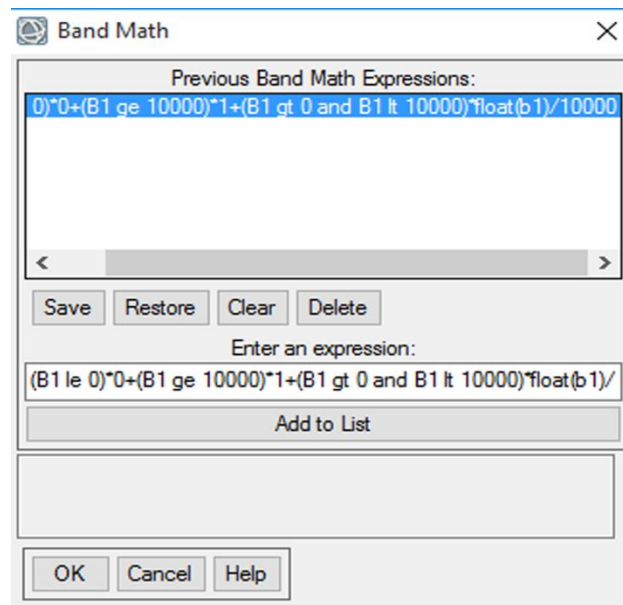 Band Math
Previous Band Math Expressions:
0)*0+(B1 ge 10000)*1+(B1 gt 0 and B1 lt 10000)*float(b1)/10000
Save Restore Clear Delete
Enter an expression:
(B1 le 0)*0+(B1 ge 10000)*1+(B1 gt 0 and B1 lt 10000)*float(b1)/
Add to List
OK Cancel Help